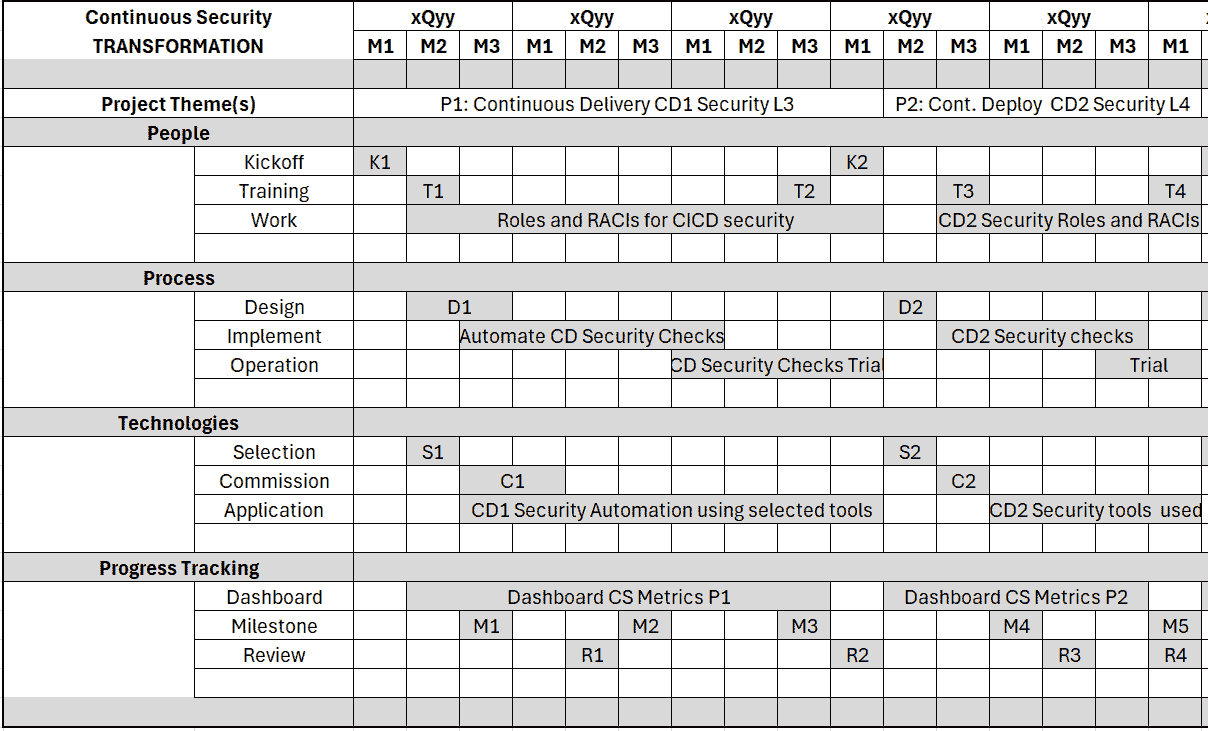 Continuous Security xQyy xQyy xQyy xQyy xQyy
TRANSFORMATION M1 M2 M3 M1 M2 M3 M1 M2 M3 M1 M2 M3 M1 M2 M3 M1
Project Theme(s) P1: Continuous Delivery CD1 Security L3 P2: Cont. Deploy CD2 Security L4
People
Kickoff K1 K2
Training T1 T2 T3 T4
Work Roles and RACIs for CICD security CD2 Security Roles and RACIs
Process
Design D1 D2
Implement Automate CD Security Checks CD2 Security checks
Operation CD Security Checks Trial Trial
Technologies
Selection S1 S2
Commission C1 C2
Application CD1 Security Automation using selected tools CD2 Security tools used
Progress Tracking
Dashboard Dashboard CS Metrics P1 Dashboard CS Metrics P2
Milestone M1 M2 M3 M4 M5
Review R1 R2 R3 R4